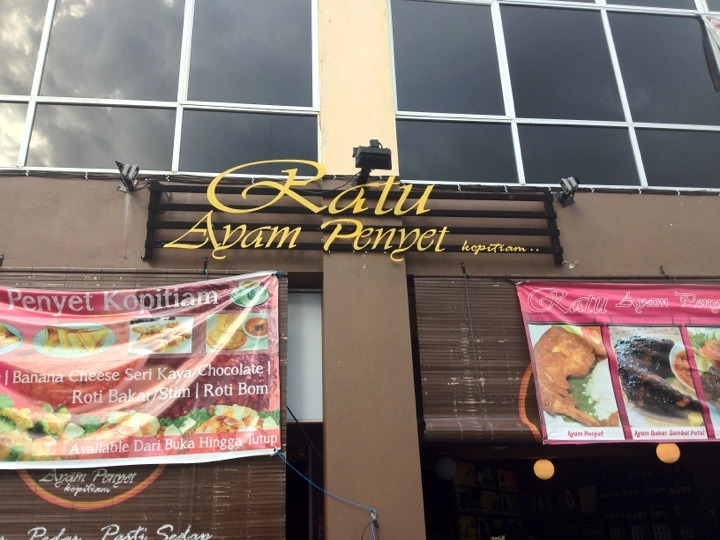 Ratu
Ayam Penyet kopitiam..
Penyet Kopitiam
| Banana Cheese Seri Kaya/Chocolate |
Roti Bakar/Stim | Roti Bom |
Available Dari Buka Hingga Tutup
Ayam Penyet
kopitiam
Pedas Pasti Sedap
Ratu Ayam
Ayam Penyet
Ayam Bakar Sambal Petai